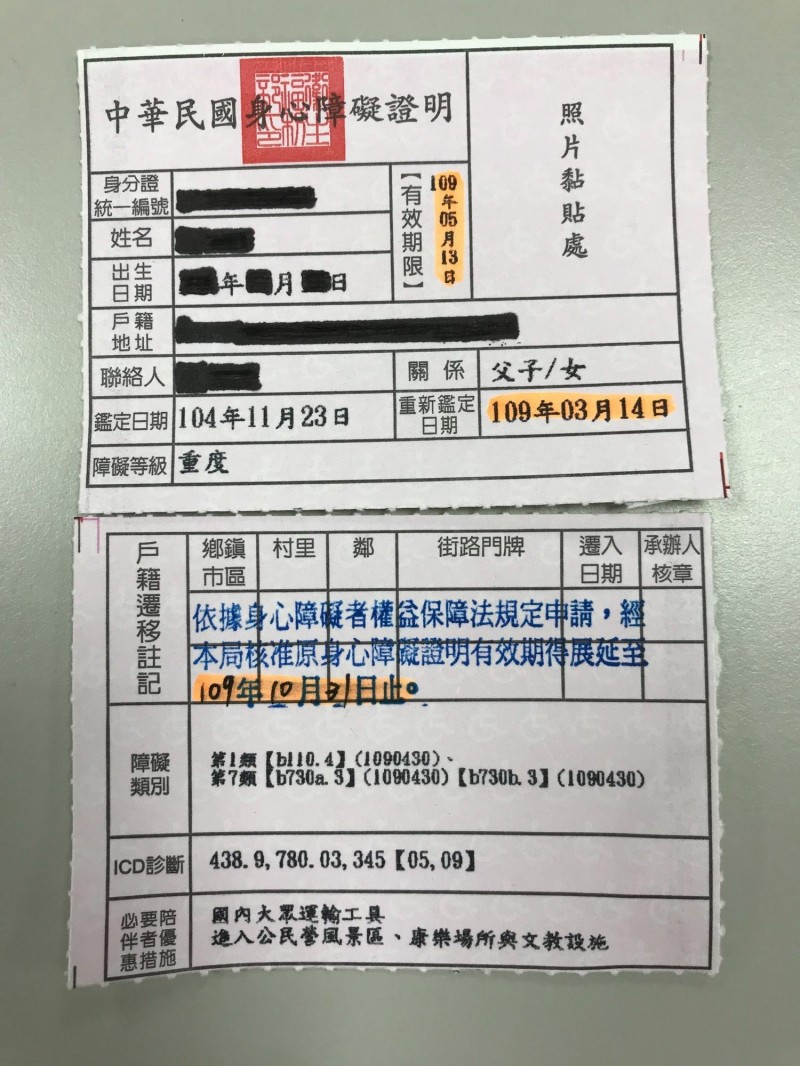 中華民國身心障礙證明
照片黏貼處
身分證
統一編號
【有效期限】
109年05月13日
姓名
出生
日期
年 月 日
戶籍
地址
聯絡人
關係
父子/女
鑑定日期
104年11月23日
重新鑑定
日期
109年03月14日
障礙等級
重度
戶籍遷移註記
鄉鎮
市區
村里
鄰
街路門牌
遷入
日期
承辦人
核章
依據身心障礙者權益保障法規定申請，經
本局核准原身心障礙證明有效期得展延至
109年10月31日止。
障礙
類別
第1類【b110.4】(1090430)、
第7類【b730a.3】(1090430)【b730b.3】(1090430)
ICD診斷
438.9,780.03,345【05,09】
必要陪
伴者優
惠措施
國內大眾運輸工具
進入公民營風景區、康樂場所與文教設施